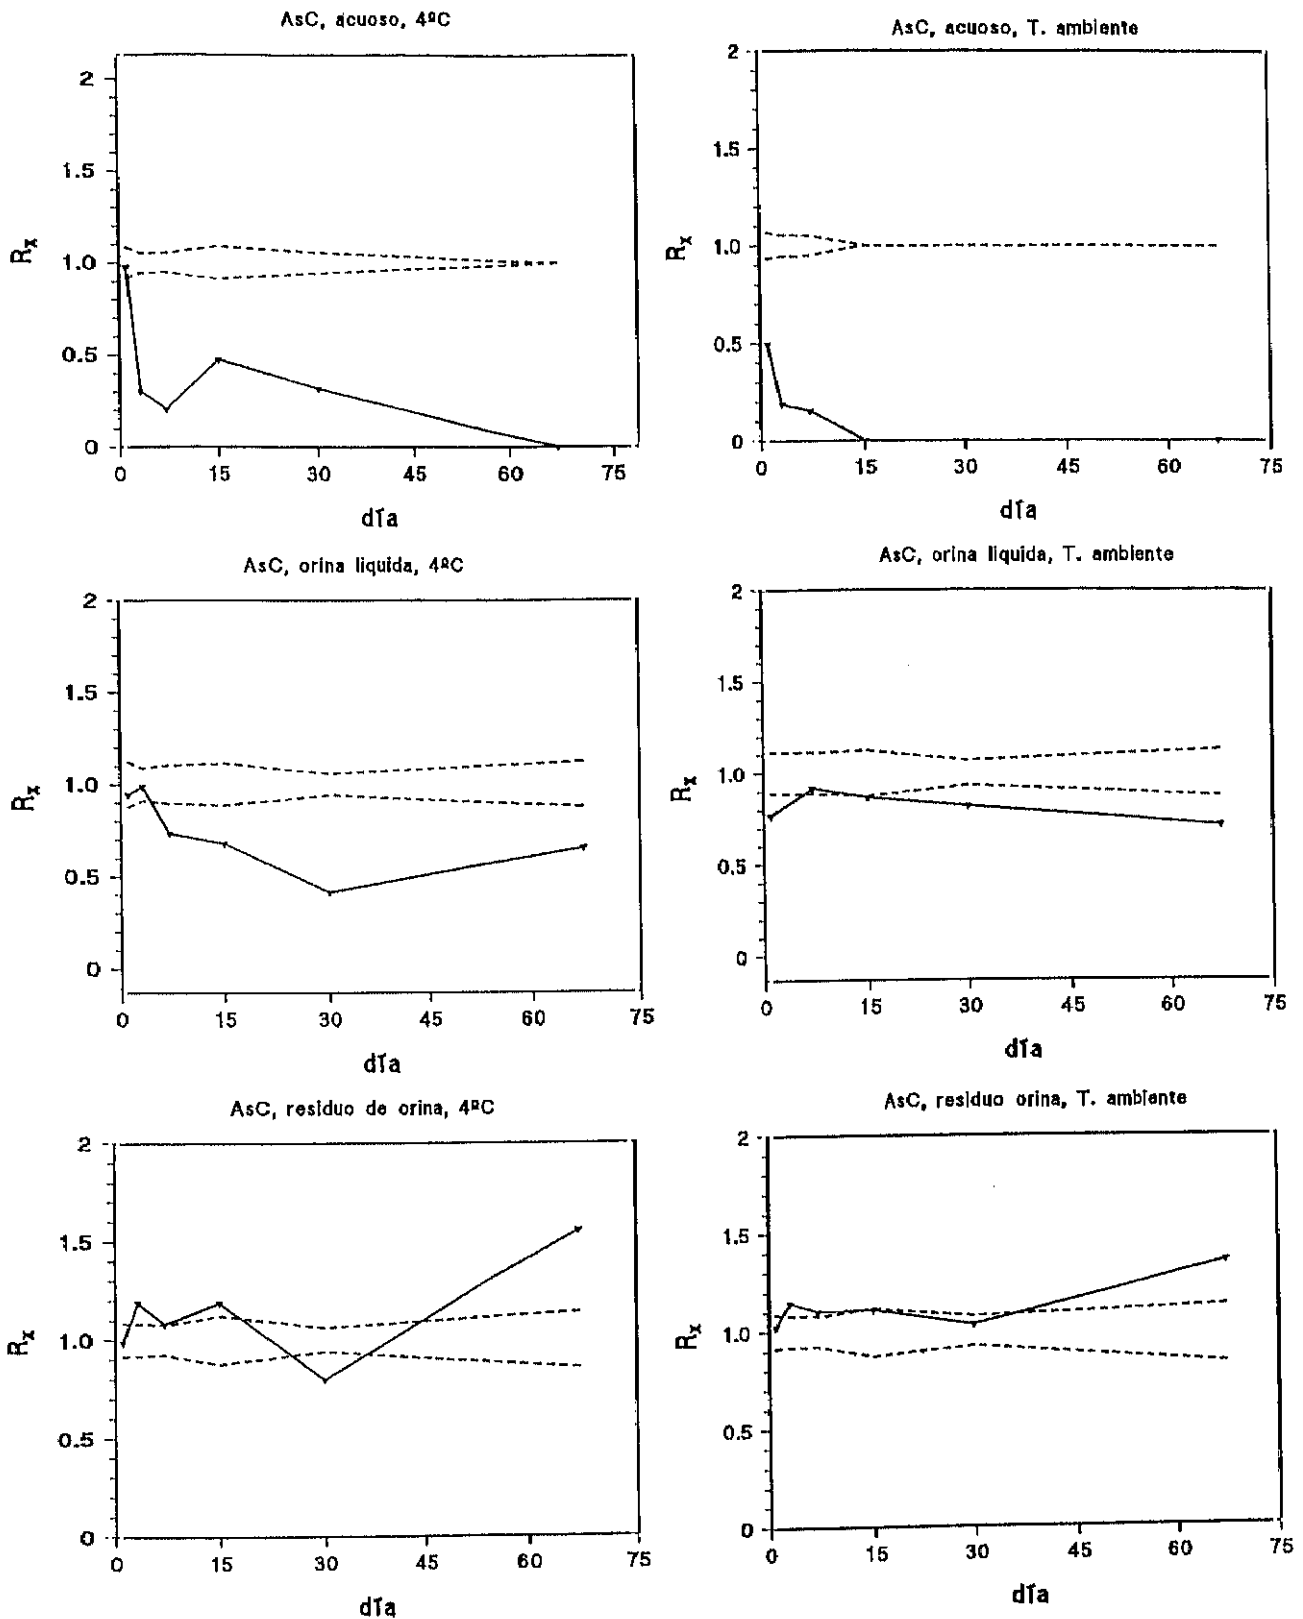 AsC, acuoso, 4ºC
2
1.5
1.0
0.5
0
Rx
0 15 30 45 60 75
día
AsC, acuoso, T. ambiente
2
1.5
1.0
0.5
0
Rx
0 15 30 45 60 75
día
AsC, orina liquida, 4ºC
2
1.5
1.0
0.5
0
Rx
0 15 30 45 60 75
día
AsC, orina liquida, T. ambiente
2
1.5
1.0
0.5
0
Rx
0 15 30 45 60 75
día
AsC, residuo de orina, 4ºC
2
1.5
1.0
0.5
0
Rx
0 15 30 45 60 75
día
AsC, residuo orina, T. ambiente
2
1.5
1.0
0.5
0
Rx
0 15 30 45 60 75
día